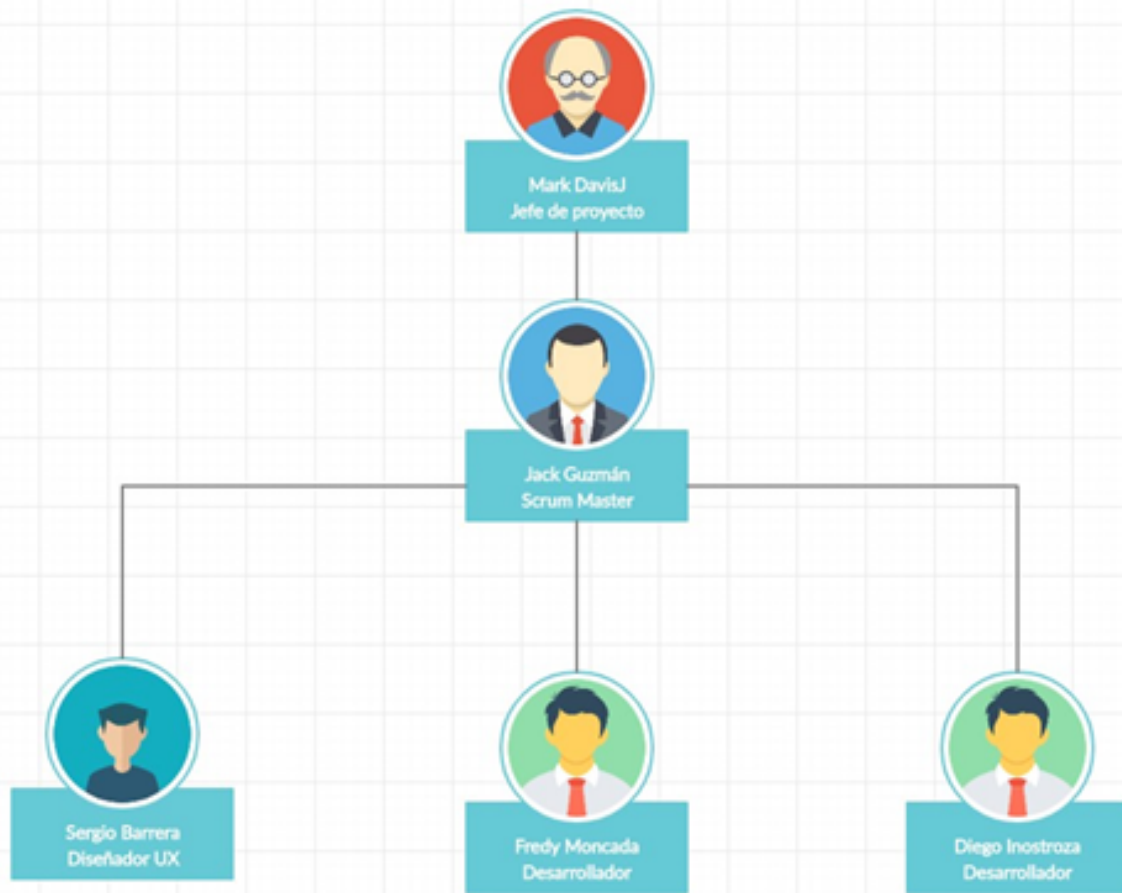 Mark DavisJ
Jefe de proyecto
Jack Guzmán
Scrum Master
Sergio Barrera
Diseñador UX
Fredy Moncada
Desarrollador
Diego Inostroza
Desarrollador